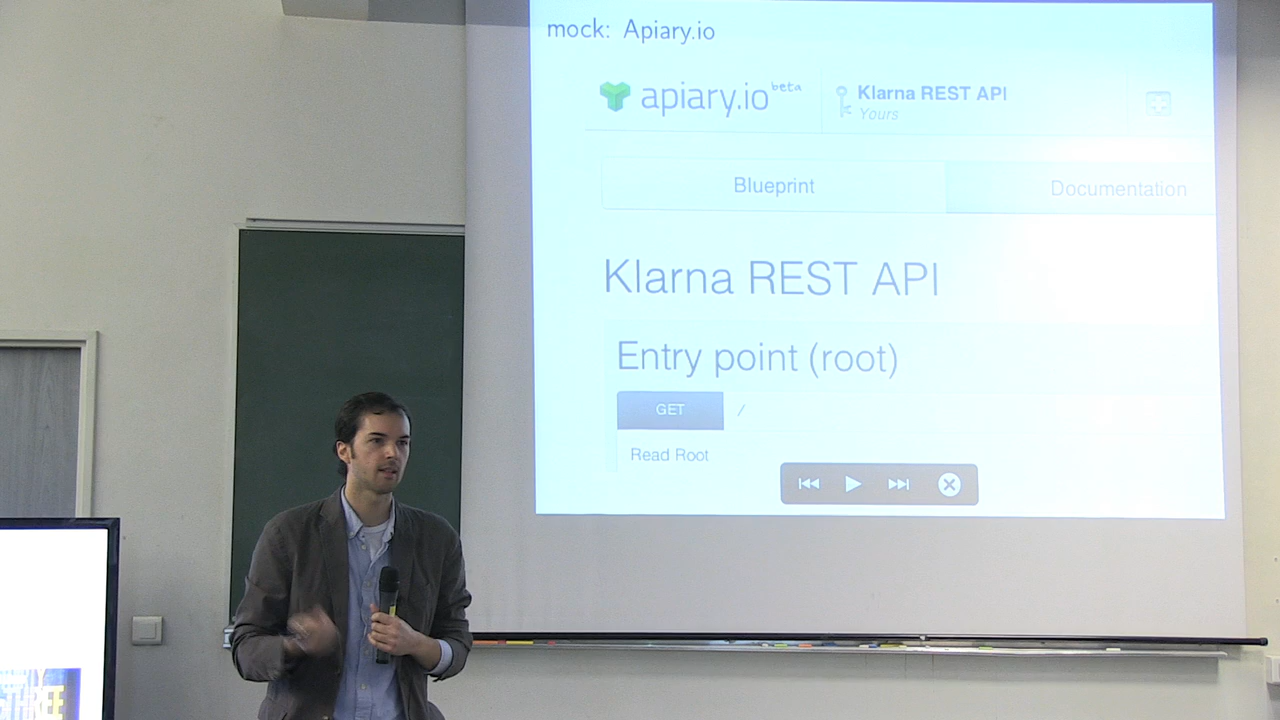 mock: Apiary.io
apiary.io beta
Klarna REST API
Yours
Blueprint
Documentation
Klarna REST API
Entry point (root)
GET /
Read Root
THREE